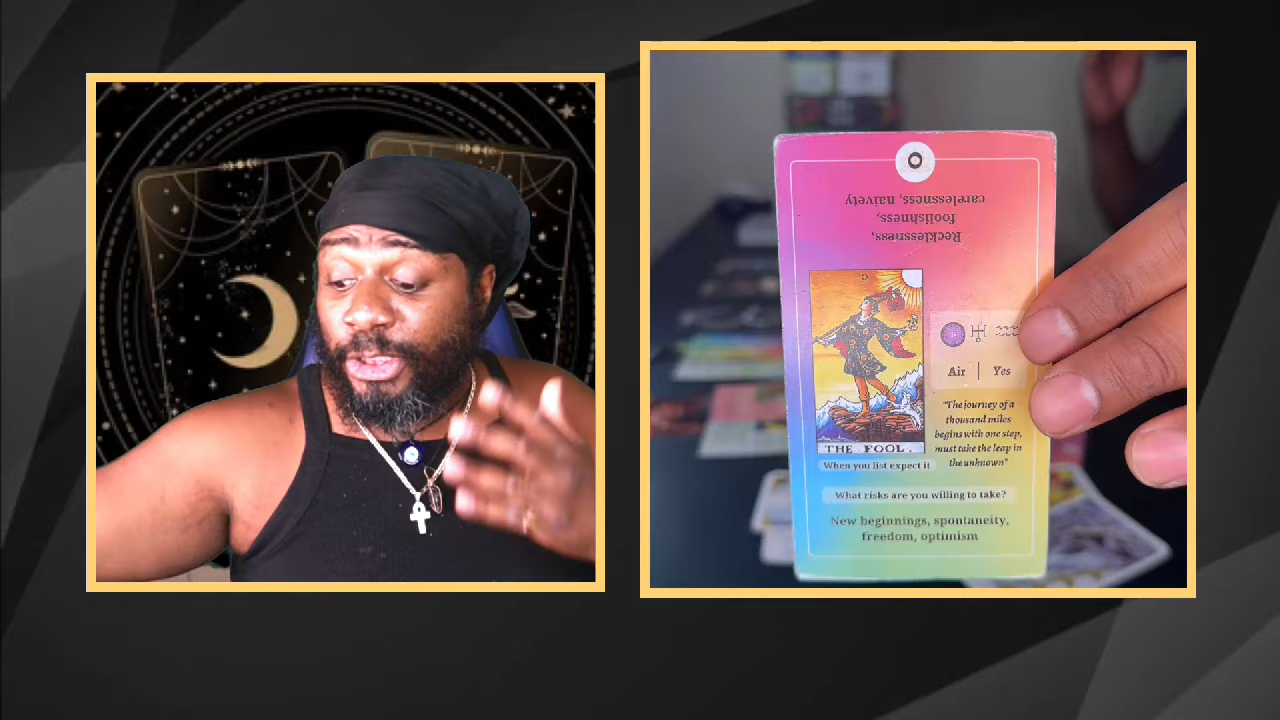 carelessness, naivety
foolishness,
Recklessness,
Air | Yes
"The journey of a
thousand miles
begins with one step,
must take the leap in
the unknown"
THE FOOL.
When you list expect it
What risks are you willing to take?
New beginnings, spontaneity,
freedom, optimism